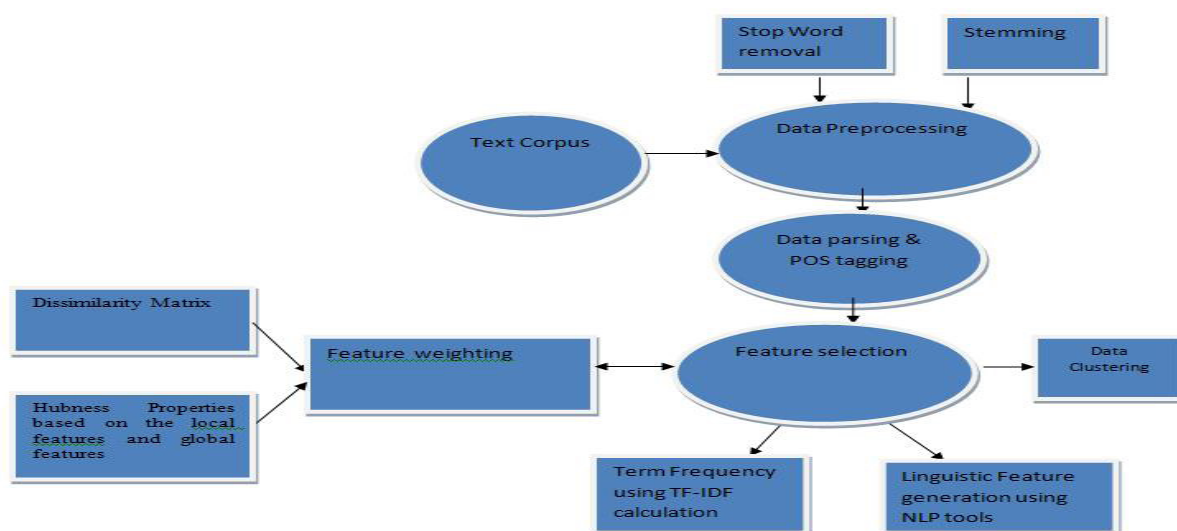 Stop Word
removal
Stemming
Text Corpus
Data Preprocessing
Data parsing &
POS tagging
Dissimilarity Matrix
Feature weighting
Feature selection
Data
Clustering
Hubness Properties
based on the local
features and global
features
Term Frequency
using TF-IDF
calculation
Linguistic Feature
generation using
NLP tools